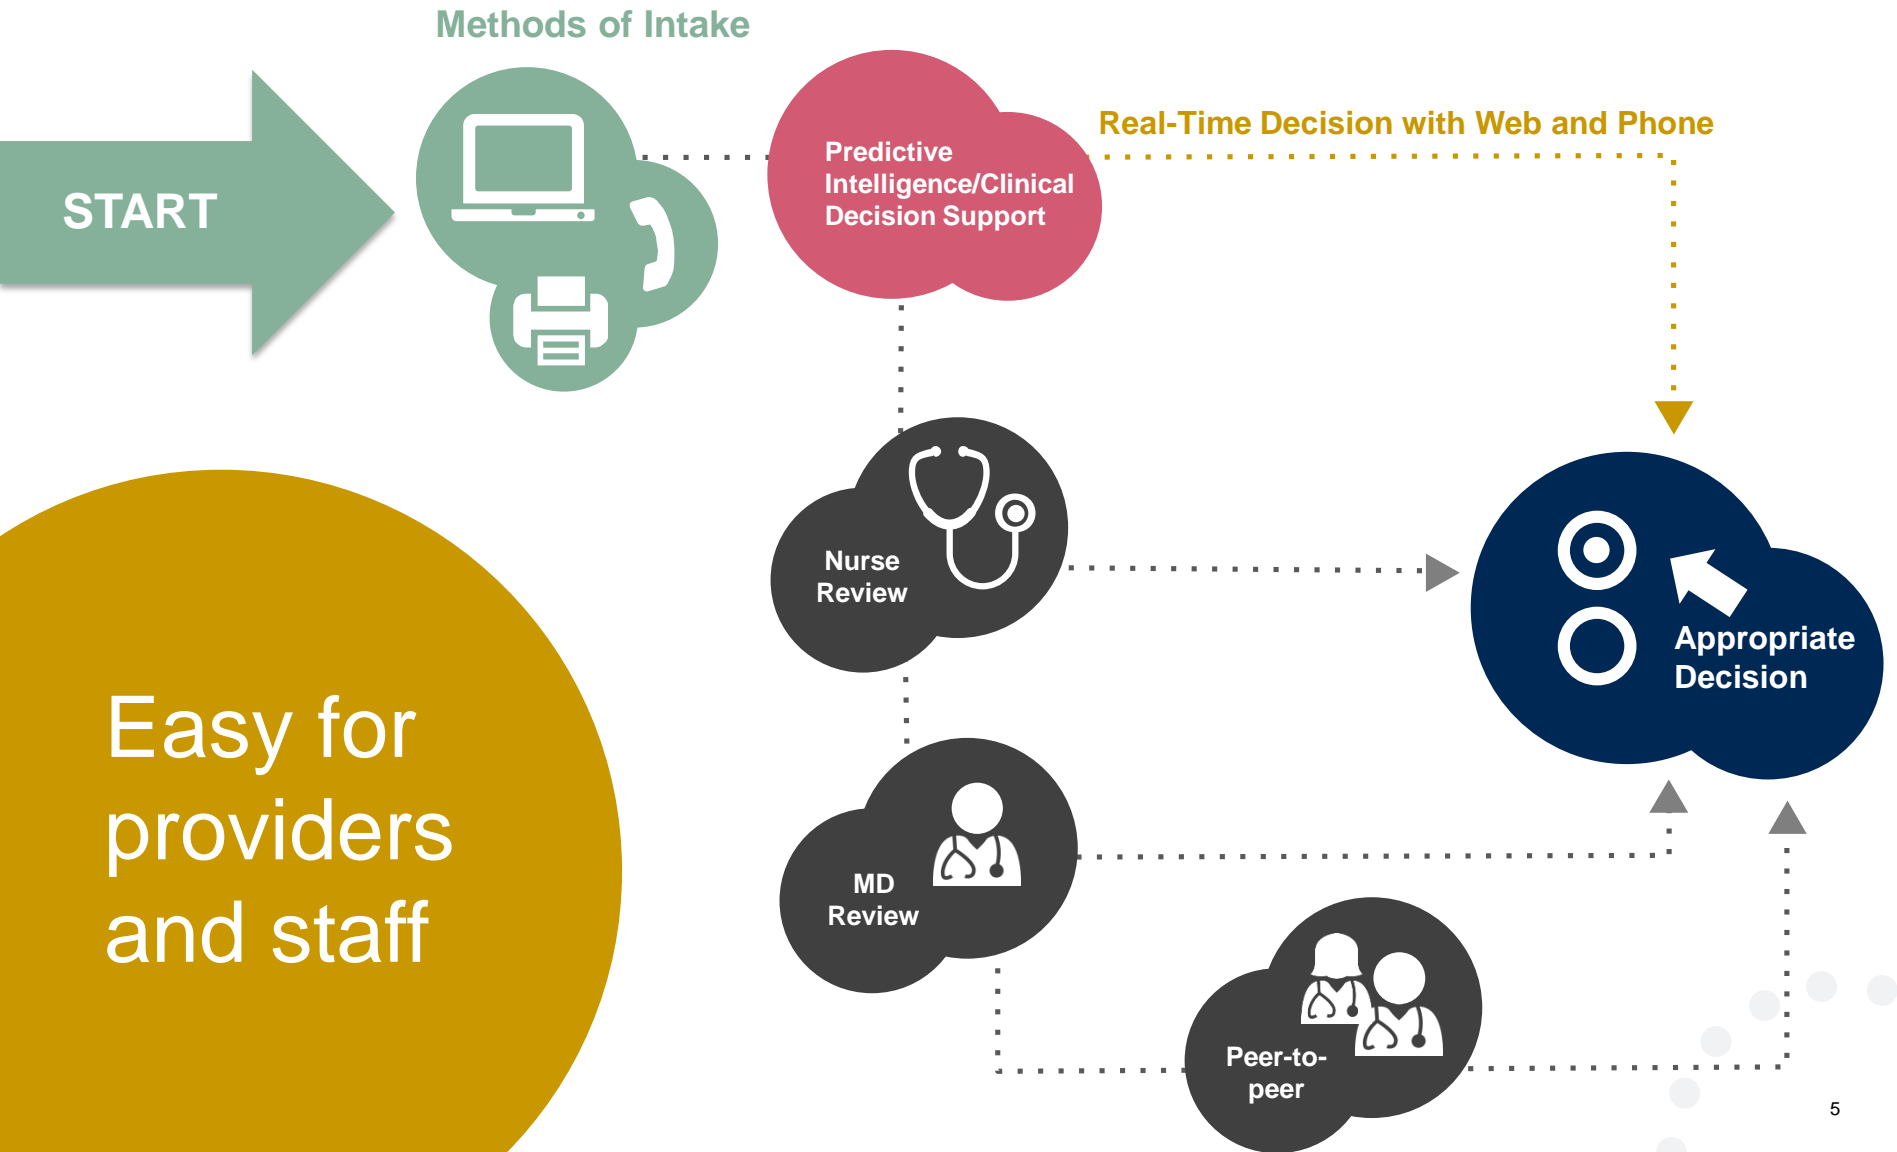 Methods of Intake
START
Predictive
Intelligence/Clinical
Decision Support
Real-Time Decision with Web and Phone
Nurse
Review
Appropriate
Decision
Easy for
providers
and staff
MD
Review
Peer-to-
peer
5